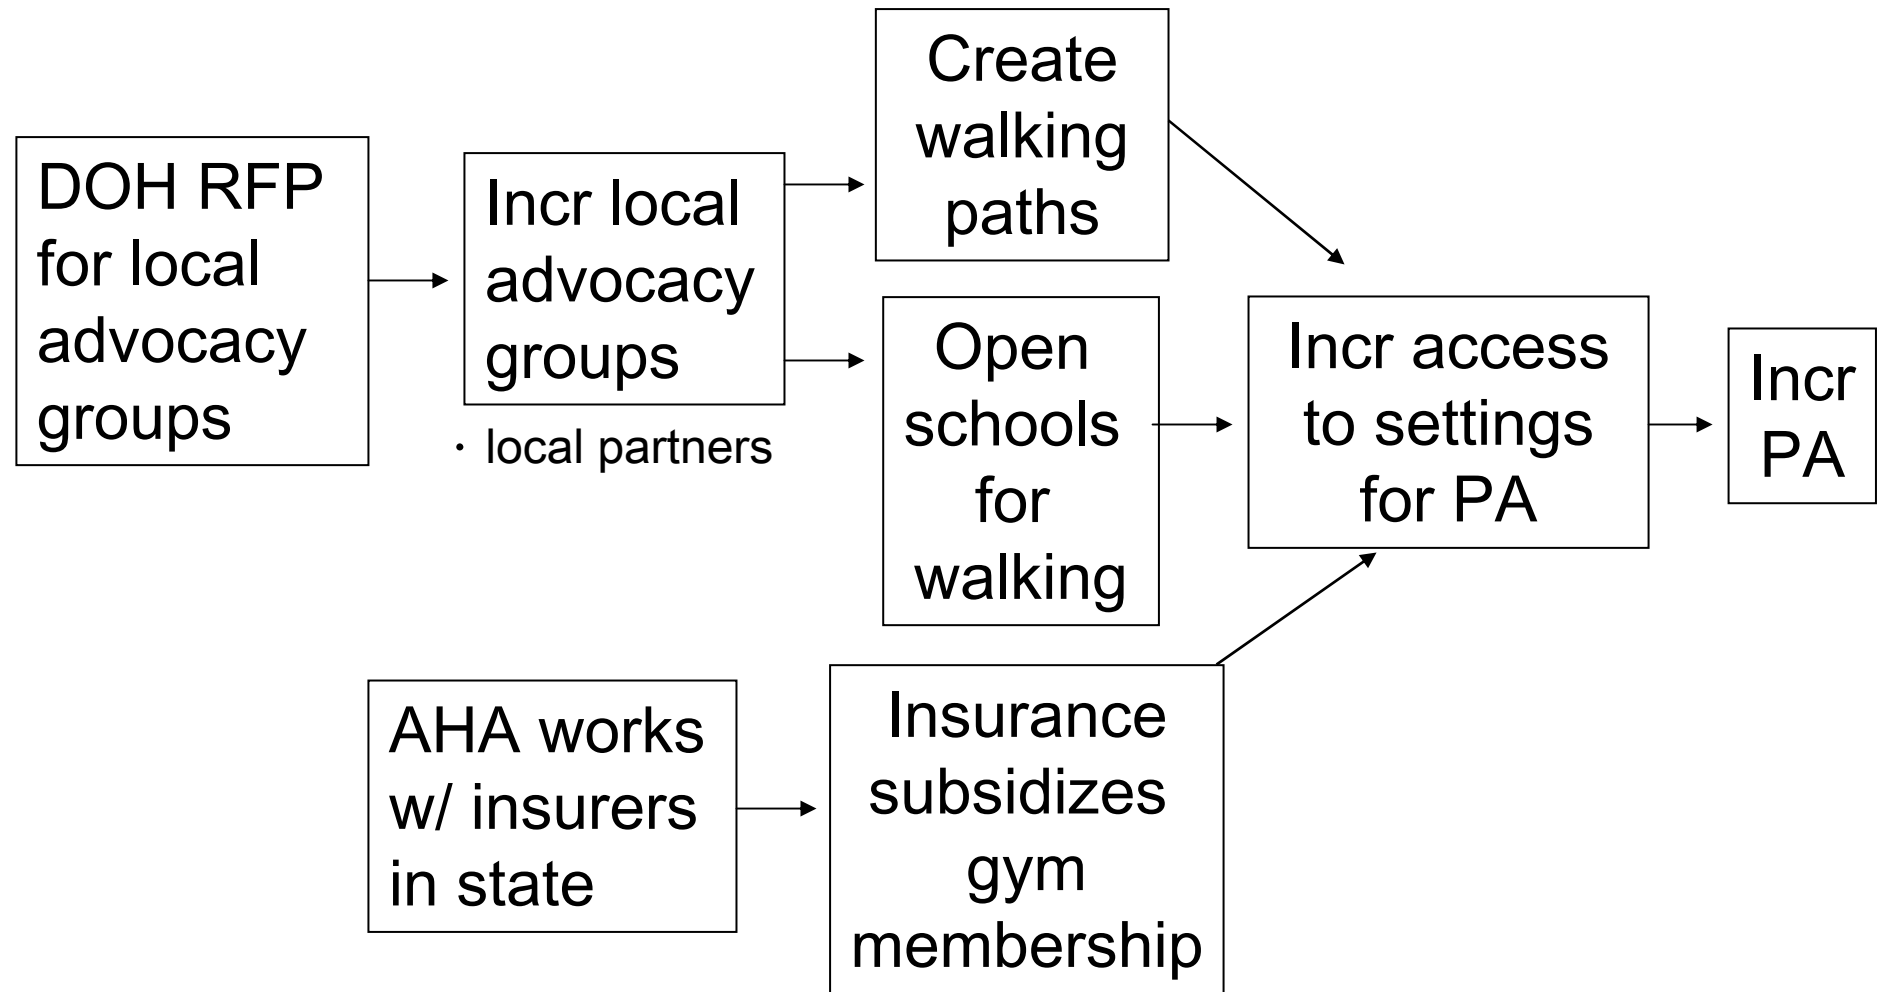 DOH RFP
for local
advocacy
groups
Incr local
advocacy
groups
· local partners
Create
walking
paths
Open
schools
for
walking
Incr access
to settings
for PA
Incr
PA
AHA works
w/ insurers
in state
Insurance
subsidizes
gym
membership